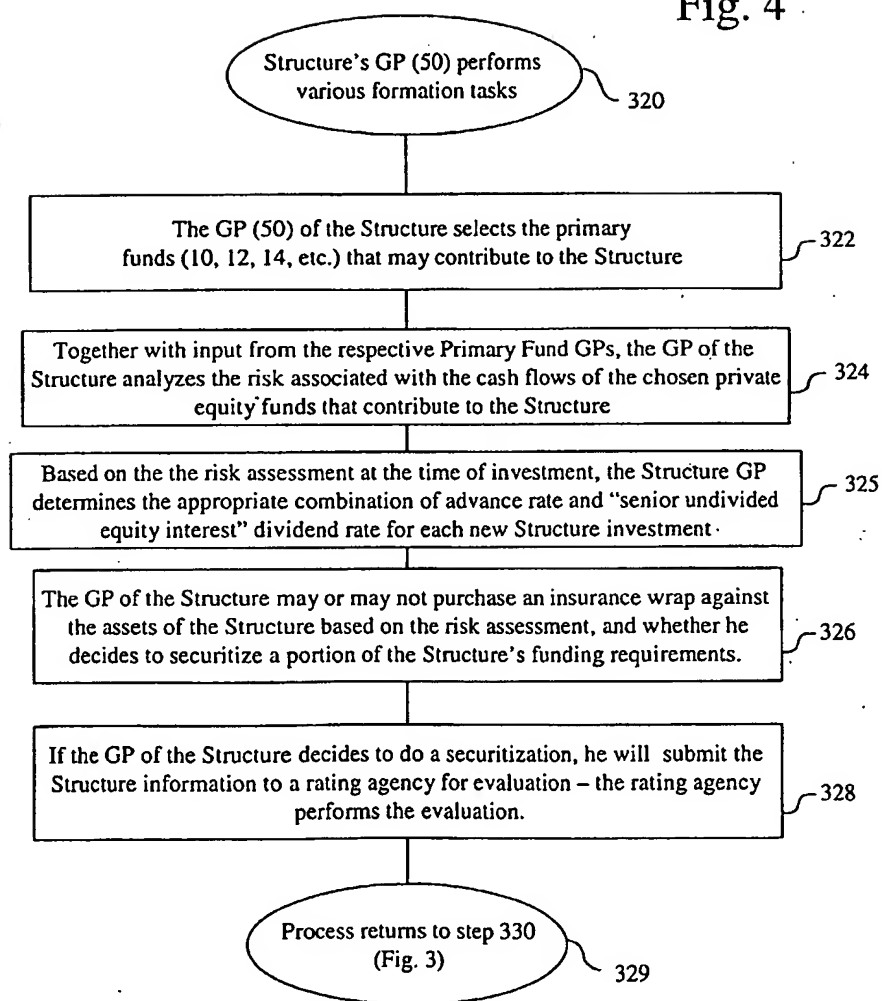 Fig. 4
Structure's GP (50) performs
various formation tasks
320
The GP (50) of the Structure selects the primary
funds (10, 12, 14, etc.) that may contribute to the Structure
322
Together with input from the respective Primary Fund GPs, the GP of the
Structure analyzes the risk associated with the cash flows of the chosen private
equity funds that contribute to the Structure
324
Based on the the risk assessment at the time of investment, the Structure GP
determines the appropriate combination of advance rate and “senior undivided
equity interest” dividend rate for each new Structure investment
325
The GP of the Structure may or may not purchase an insurance wrap against
the assets of the Structure based on the risk assessment, and whether he
decides to securitize a portion of the Structure's funding requirements.
326
If the GP of the Structure decides to do a securitization, he will submit the
Structure information to a rating agency for evaluation – the rating agency
performs the evaluation.
328
Process returns to step 330
(Fig. 3)
329